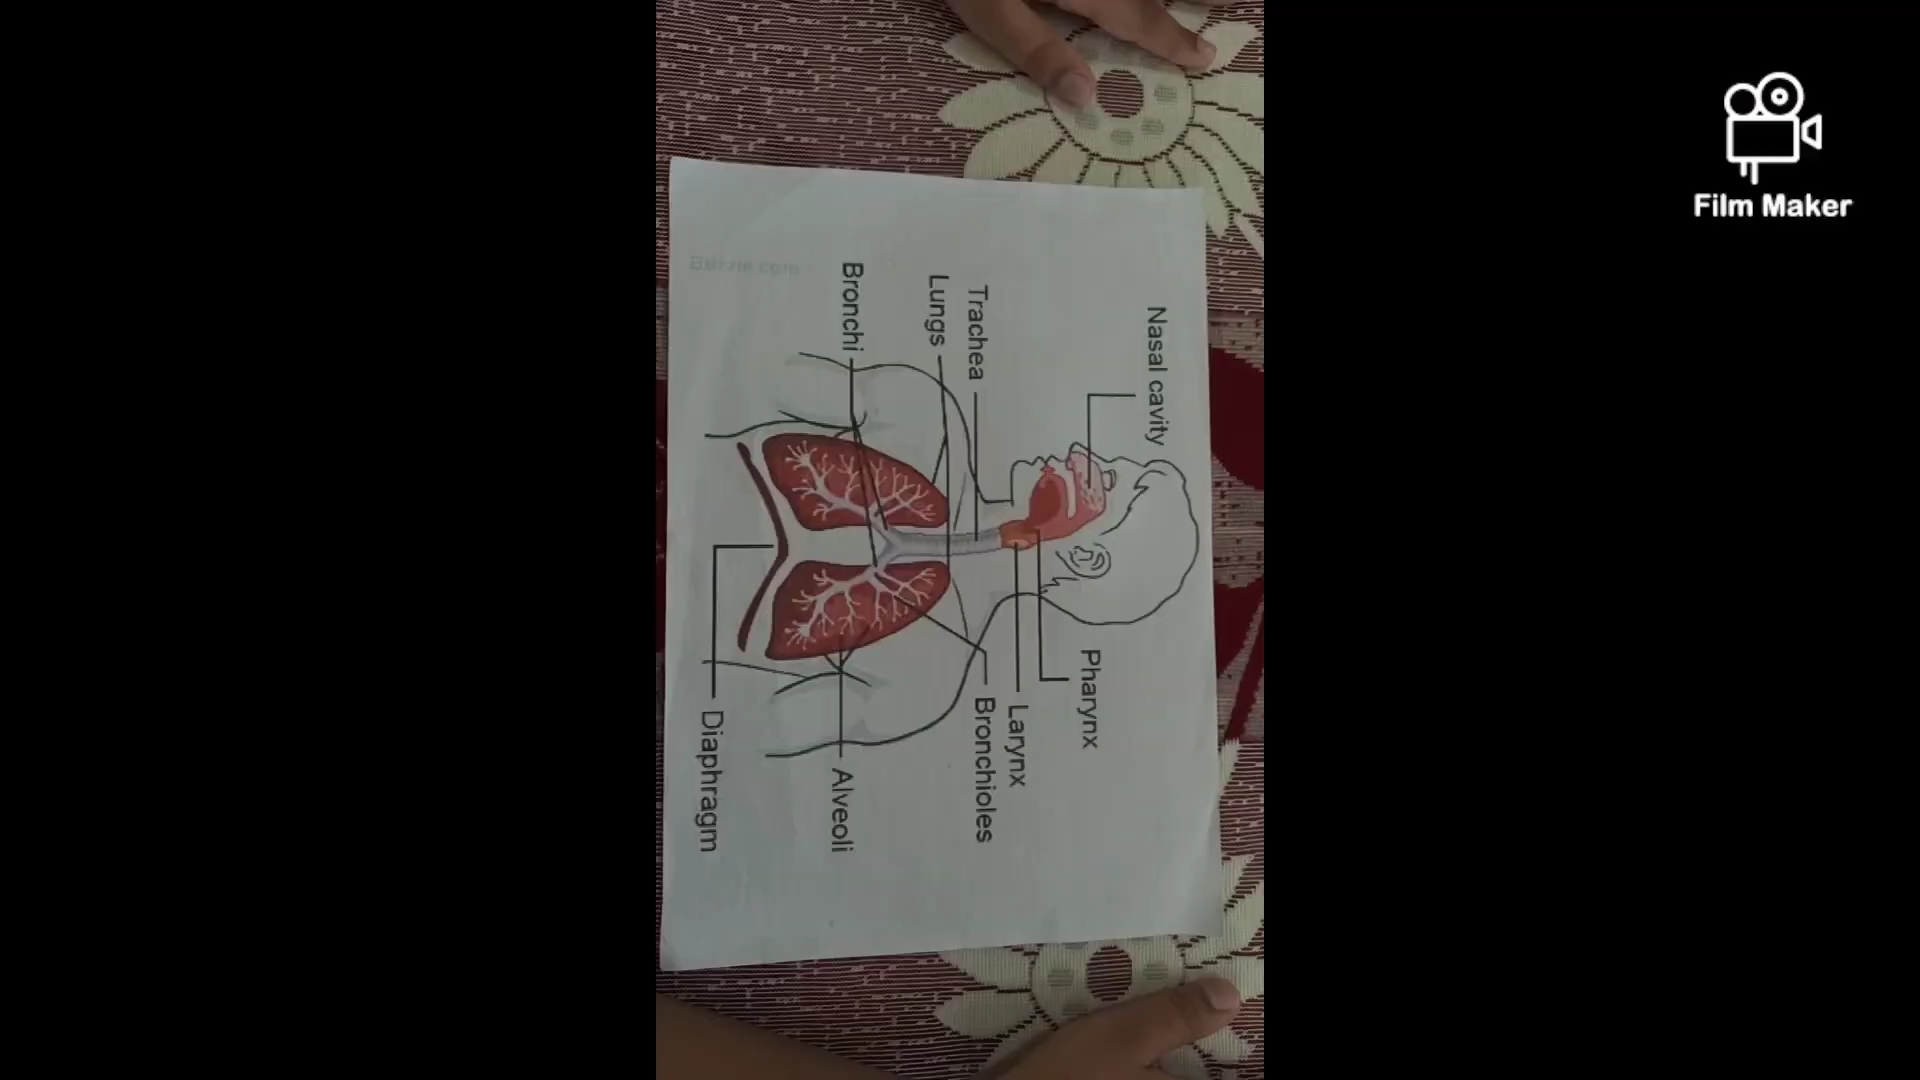 Nasal cavity
Trachea
Lungs
Bronchi
Pharynx
Larynx
Bronchioles
Alveoli
Diaphragm
Film Maker